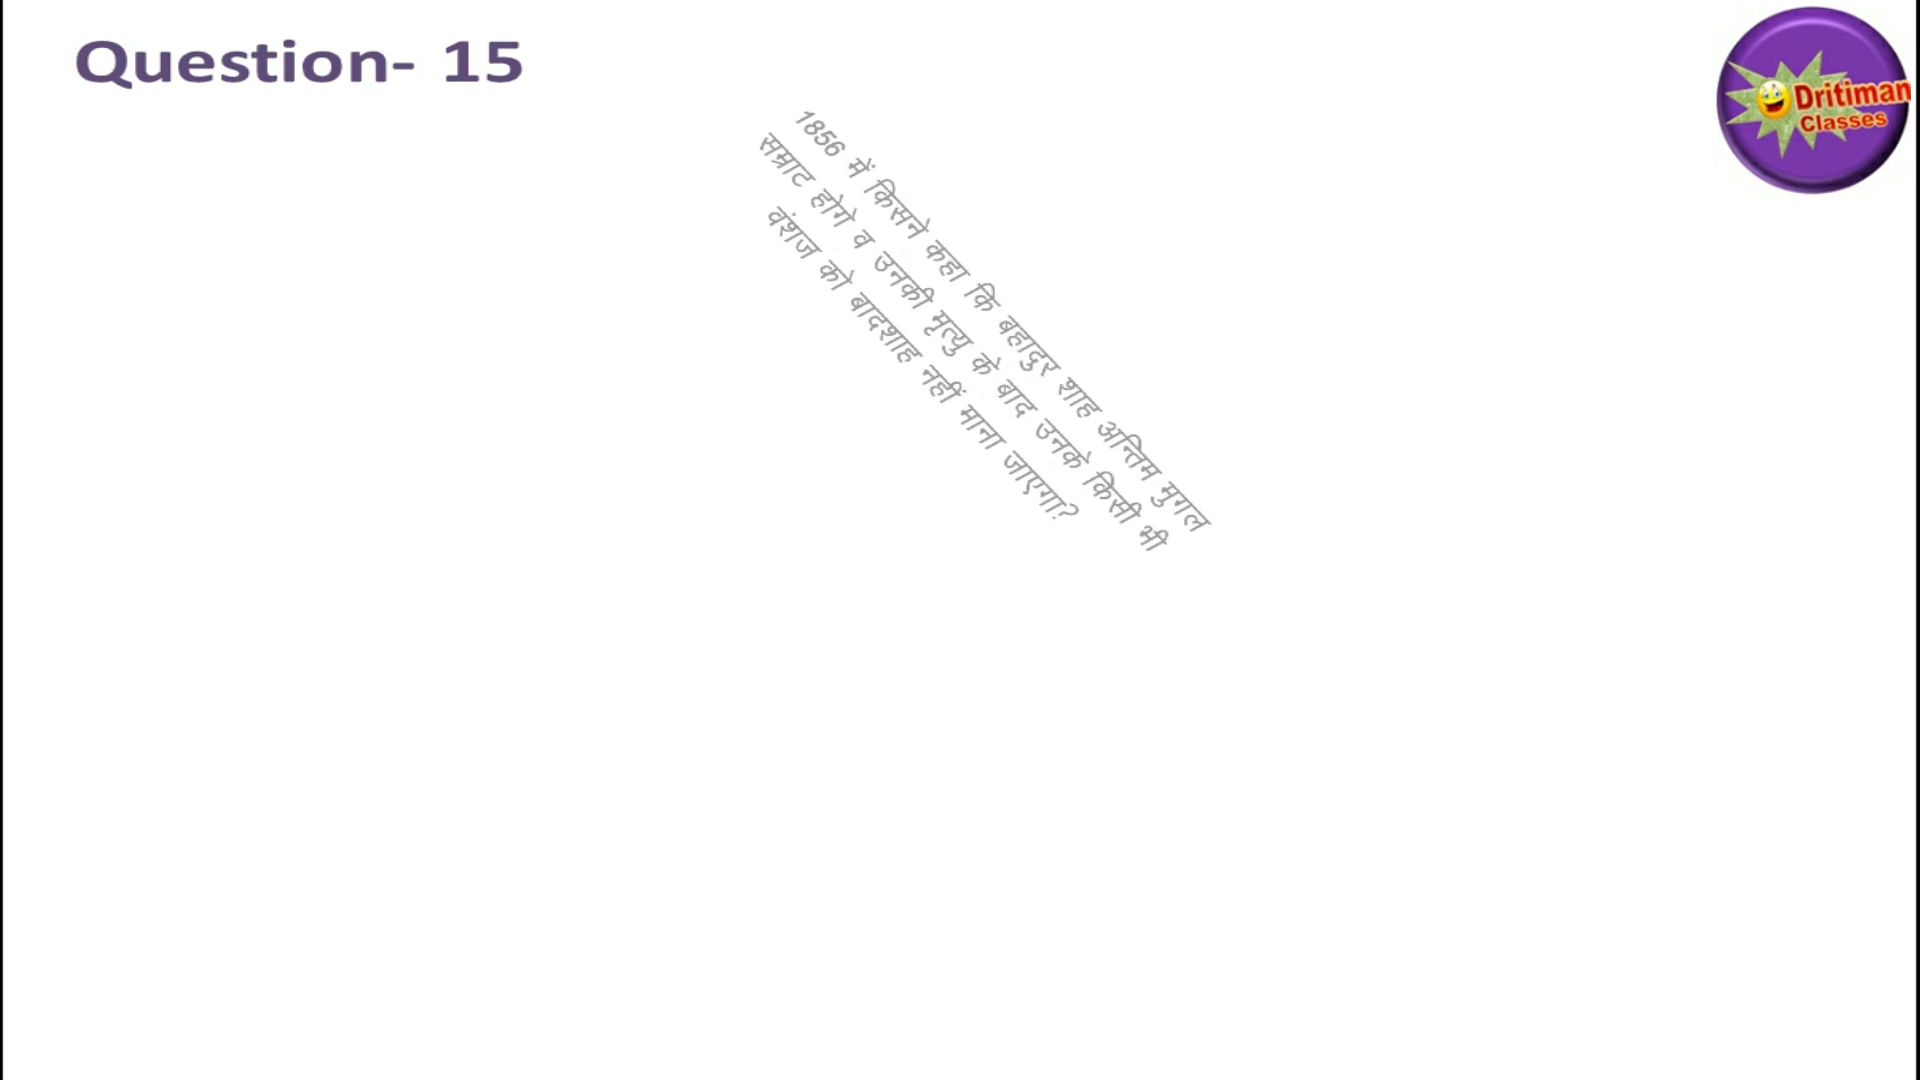 Question- 15
Dritiman
Classes
1856 में किसने कहा कि बहादुर शाह अन्तिम मुगल
सम्राट होगे व उनकी मृत्यु के बाद उनके किसी भी
वंशज को बादशाह नहीं माना जाएगा?